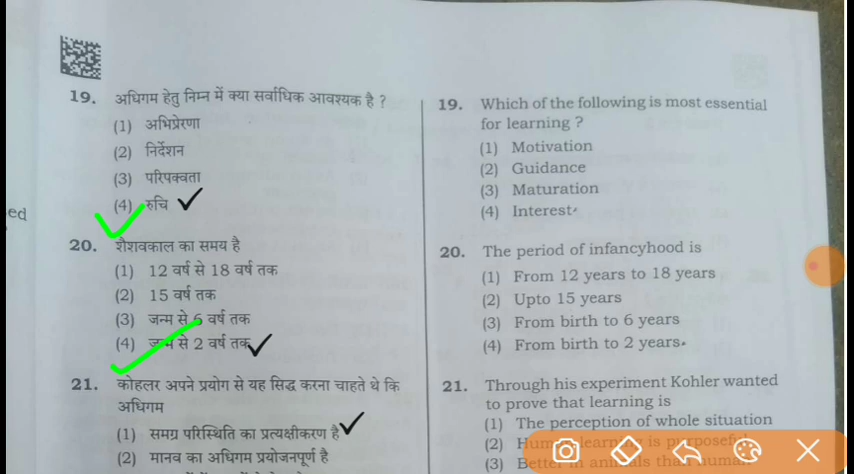 19. अधिगम हेतु निम्न में क्या सर्वाधिक आवश्यक है ?
(1) अभिप्रेरणा
(2) निर्देशन
(3) परिपक्वता
(4) रुचि
20. शैशवकाल का समय है
(1) 12 वर्ष से 18 वर्ष तक
(2) 15 वर्ष तक
(3) जन्म से 6 वर्ष तक
(4) जन्म से 2 वर्ष तक
21. कोहलर अपने प्रयोग से यह सिद्ध करना चाहते थे कि
अधिगम
(1) समग्र परिस्थिति का प्रत्यक्षीकरण है
(2) मानव का अधिगम प्रयोजनपूर्ण है
ed
19. Which of the following is most essential
for learning ?
(1) Motivation
(2) Guidance
(3) Maturation
(4) Interest
20. The period of infancyhood is
(1) From 12 years to 18 years
(2) Upto 15 years
(3) From birth to 6 years
(4) From birth to 2 years
21. Through his experiment Kohler wanted
to prove that learning is
(1) The perception of whole situation
(2) Human learning is purposeful
(3) Better in animals than human